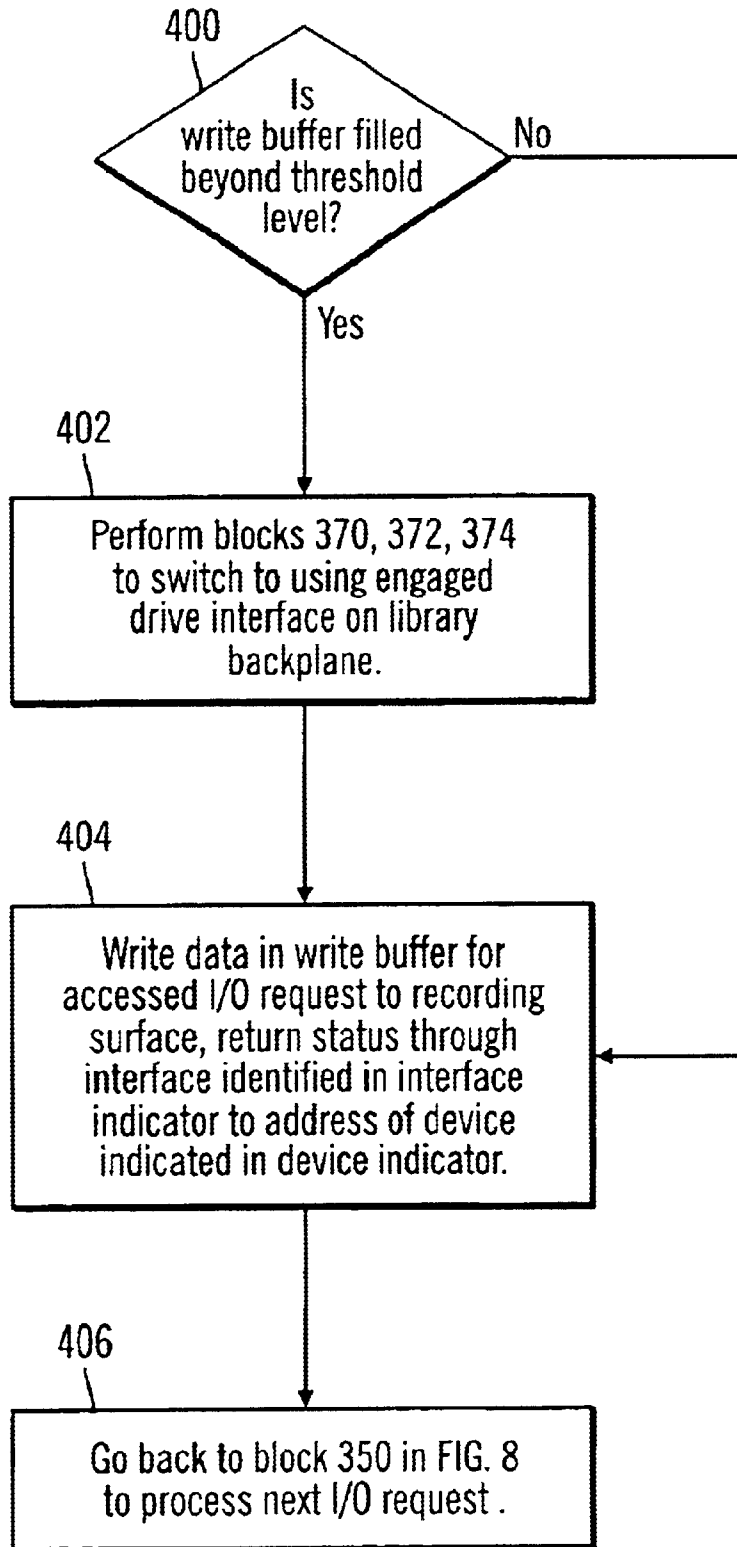 400
Is
write buffer filled
beyond threshold
level?
No
Yes
402
Perform blocks 370, 372, 374
to switch to using engaged
drive interface on library
backplane.
404
Write data in write buffer for
accessed I/O request to recording
surface, return status through
interface identified in interface
indicator to address of device
indicated in device indicator.
406
Go back to block 350 in FIG. 8
to process next I/O request .